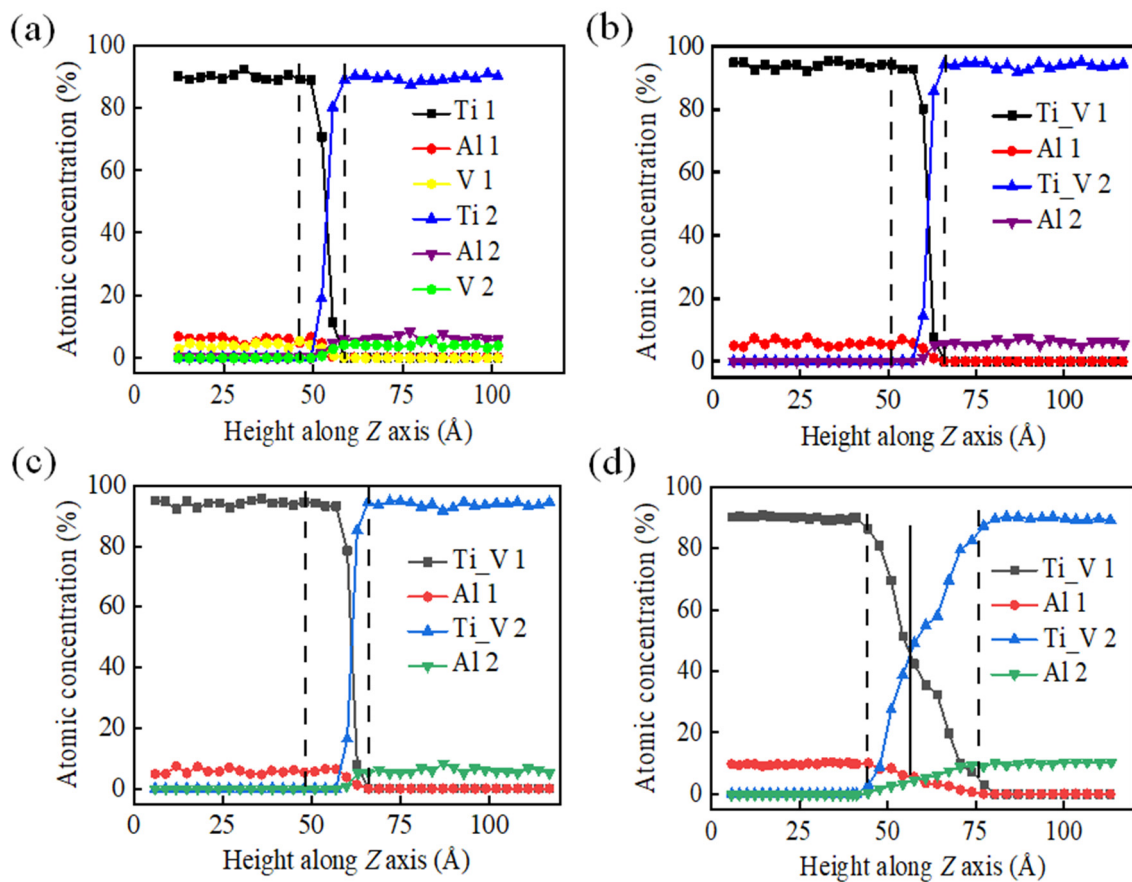 (a)
Atomic concentration (%)
100
80
60
40
20
0
Ti 1
Al 1
V 1
Ti 2
Al 2
V 2
0 25 50 75 100
Height along Z axis (Å)
(b)
Atomic concentration (%)
100
80
60
40
20
0
Ti_V 1
Al 1
Ti_V 2
Al 2
0 25 50 75 100
Height along Z axis (Å)
(c)
Atomic concentration (%)
100
80
60
40
20
0
Ti_V 1
Al 1
Ti_V 2
Al 2
0 25 50 75 100
Height along Z axis (Å)
(d)
Atomic concentration (%)
100
80
60
40
20
0
Ti_V 1
Al 1
Ti_V 2
Al 2
0 25 50 75 100
Height along Z axis (Å)